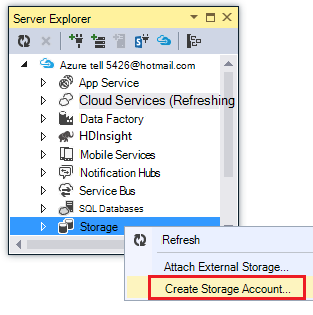 Server Explorer
Azure tell 5426@hotmail.com
App Service
Cloud Services (Refreshing
Data Factory
HDInsight
Mobile Services
Notification Hubs
Service Bus
SQL Databases
Storage
Refresh
Attach External Storage...
Create Storage Account...